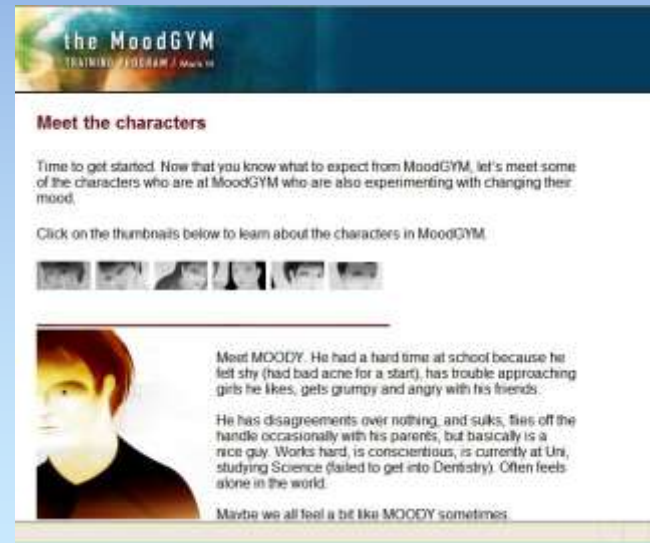 the MoodGYM
TRAINING PROGRAM / Mark III
Meet the characters
Time to get started. Now that you know what to expect from MoodGYM, let's meet some
of the characters who are at MoodGYM who are also experimenting with changing their
mood.
Click on the thumbnails below to learn about the characters in MoodGYM.
Meet MOODY. He had a hard time at school because he
felt shy (had bad acne for a start), has trouble approaching
girls he likes, gets grumpy and angry with his friends.
He has disagreements over nothing, and sulks, flies off the
handle occasionally with his parents, but basically is a
nice guy. Works hard, is conscientious, is currently at Uni,
studying Science (failed to get into Dentistry). Often feels
alone in the world.
Maybe we all feel a bit like MOODY sometimes.